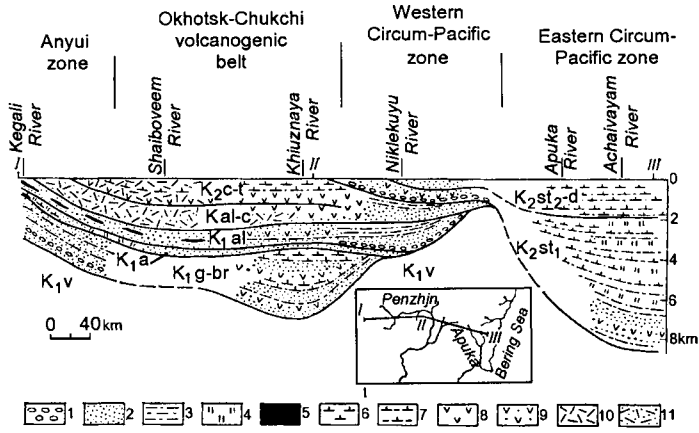 Anyui
zone
Okhotsk-Chukchi
volcanogenic
belt
Western
Circum-Pacific
zone
Eastern Circum-
Pacific zone
Kegali
River
Shaiboveem
River
Khiuznaya
River
Niklekuyu
River
Apuka
River
Achaivayam
River
I
II
III
0
2
4
6
8km
K₂c-t
Kal-c
K₁al
K₁a
K₁g-br
K₁v
K₁v
K₂st₂-d
K₂st₁
0 40 km
Penzhjn
I
II
III
Apuka
Bering Sea
1 2 3 4 5 6 7 8 9 10 11